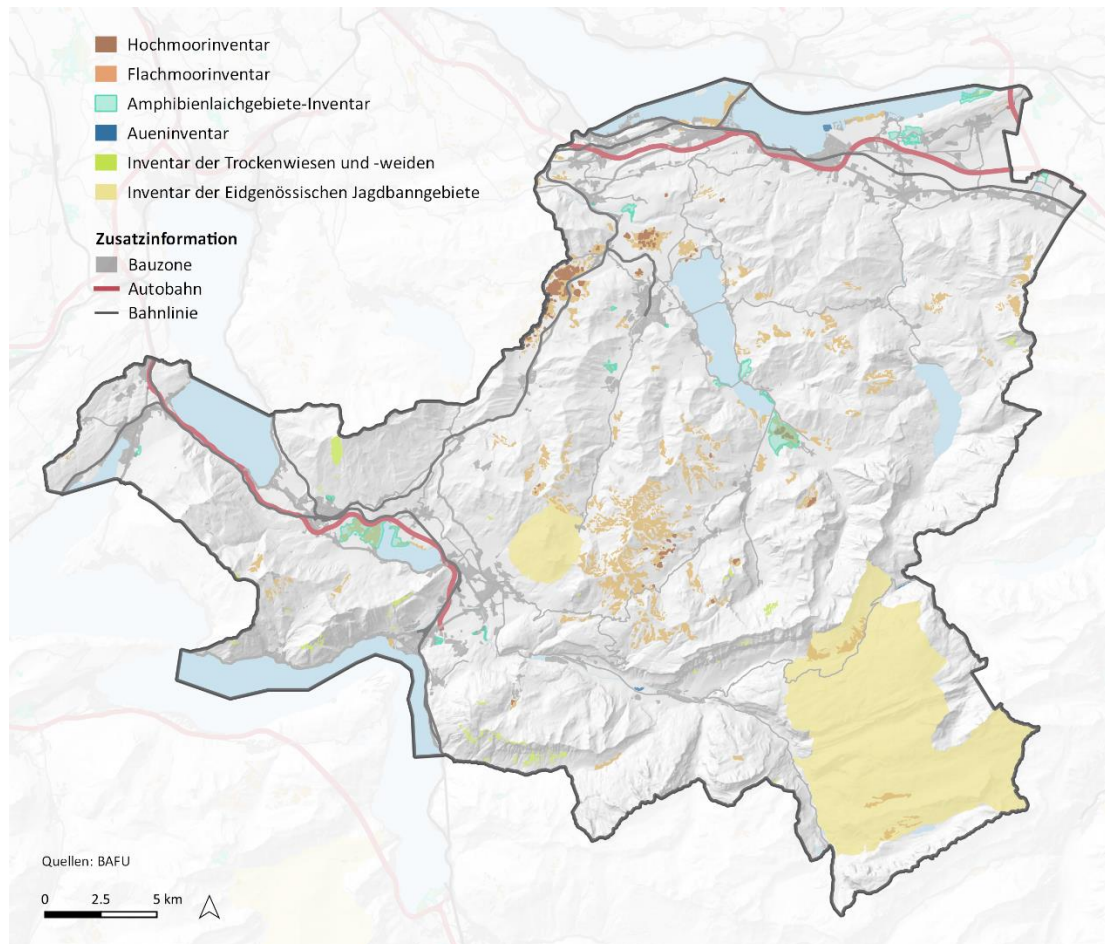 Hochmoorinventar
Flachmoorinventar
Amphibienlaichgebiete-Inventar
Aueninventar
Inventar der Trockenwiesen und -weiden
Inventar der Eidgenössischen Jagdbanngebiete
Zusatzinformation
Bauzone
Autobahn
Bahnlinie
Quellen: BAFU
0 2.5 5 km